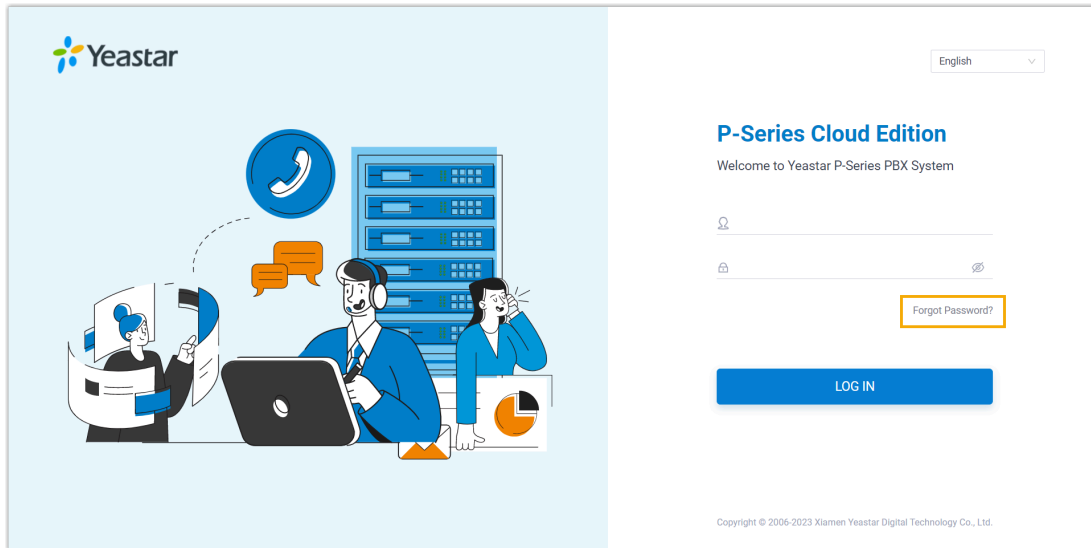 Yeastar
English
P-Series Cloud Edition
Welcome to Yeastar P-Series PBX System
Forgot Password?
LOG IN
Copyright © 2006-2023 Xiamen Yeastar Digital Technology Co., Ltd.